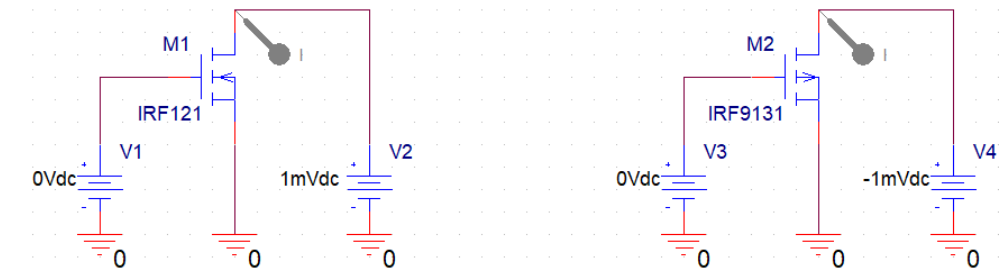 M1
I
IRF121
V1
0Vdc
+
-
V2
1mVdc
+
-
0
0
0
M2
I
IRF9131
V3
0Vdc
+
-
V4
-1mVdc
+
-
0
0
0